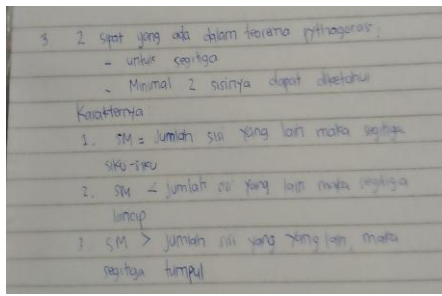 3 2 sifat yang ada dalam teorema pythagoras:
- untuk segitiga
- Minimal 2 sisinya dapat diketahui
Karakternya
1. SM = Jumlah sisi yang lain maka segitiga
siku-siku
2. SM < jumlah sisi yang lain maka segitiga
lancip
3 SM > jumlah sisi yang yang lain, maka
segitiga tumpul